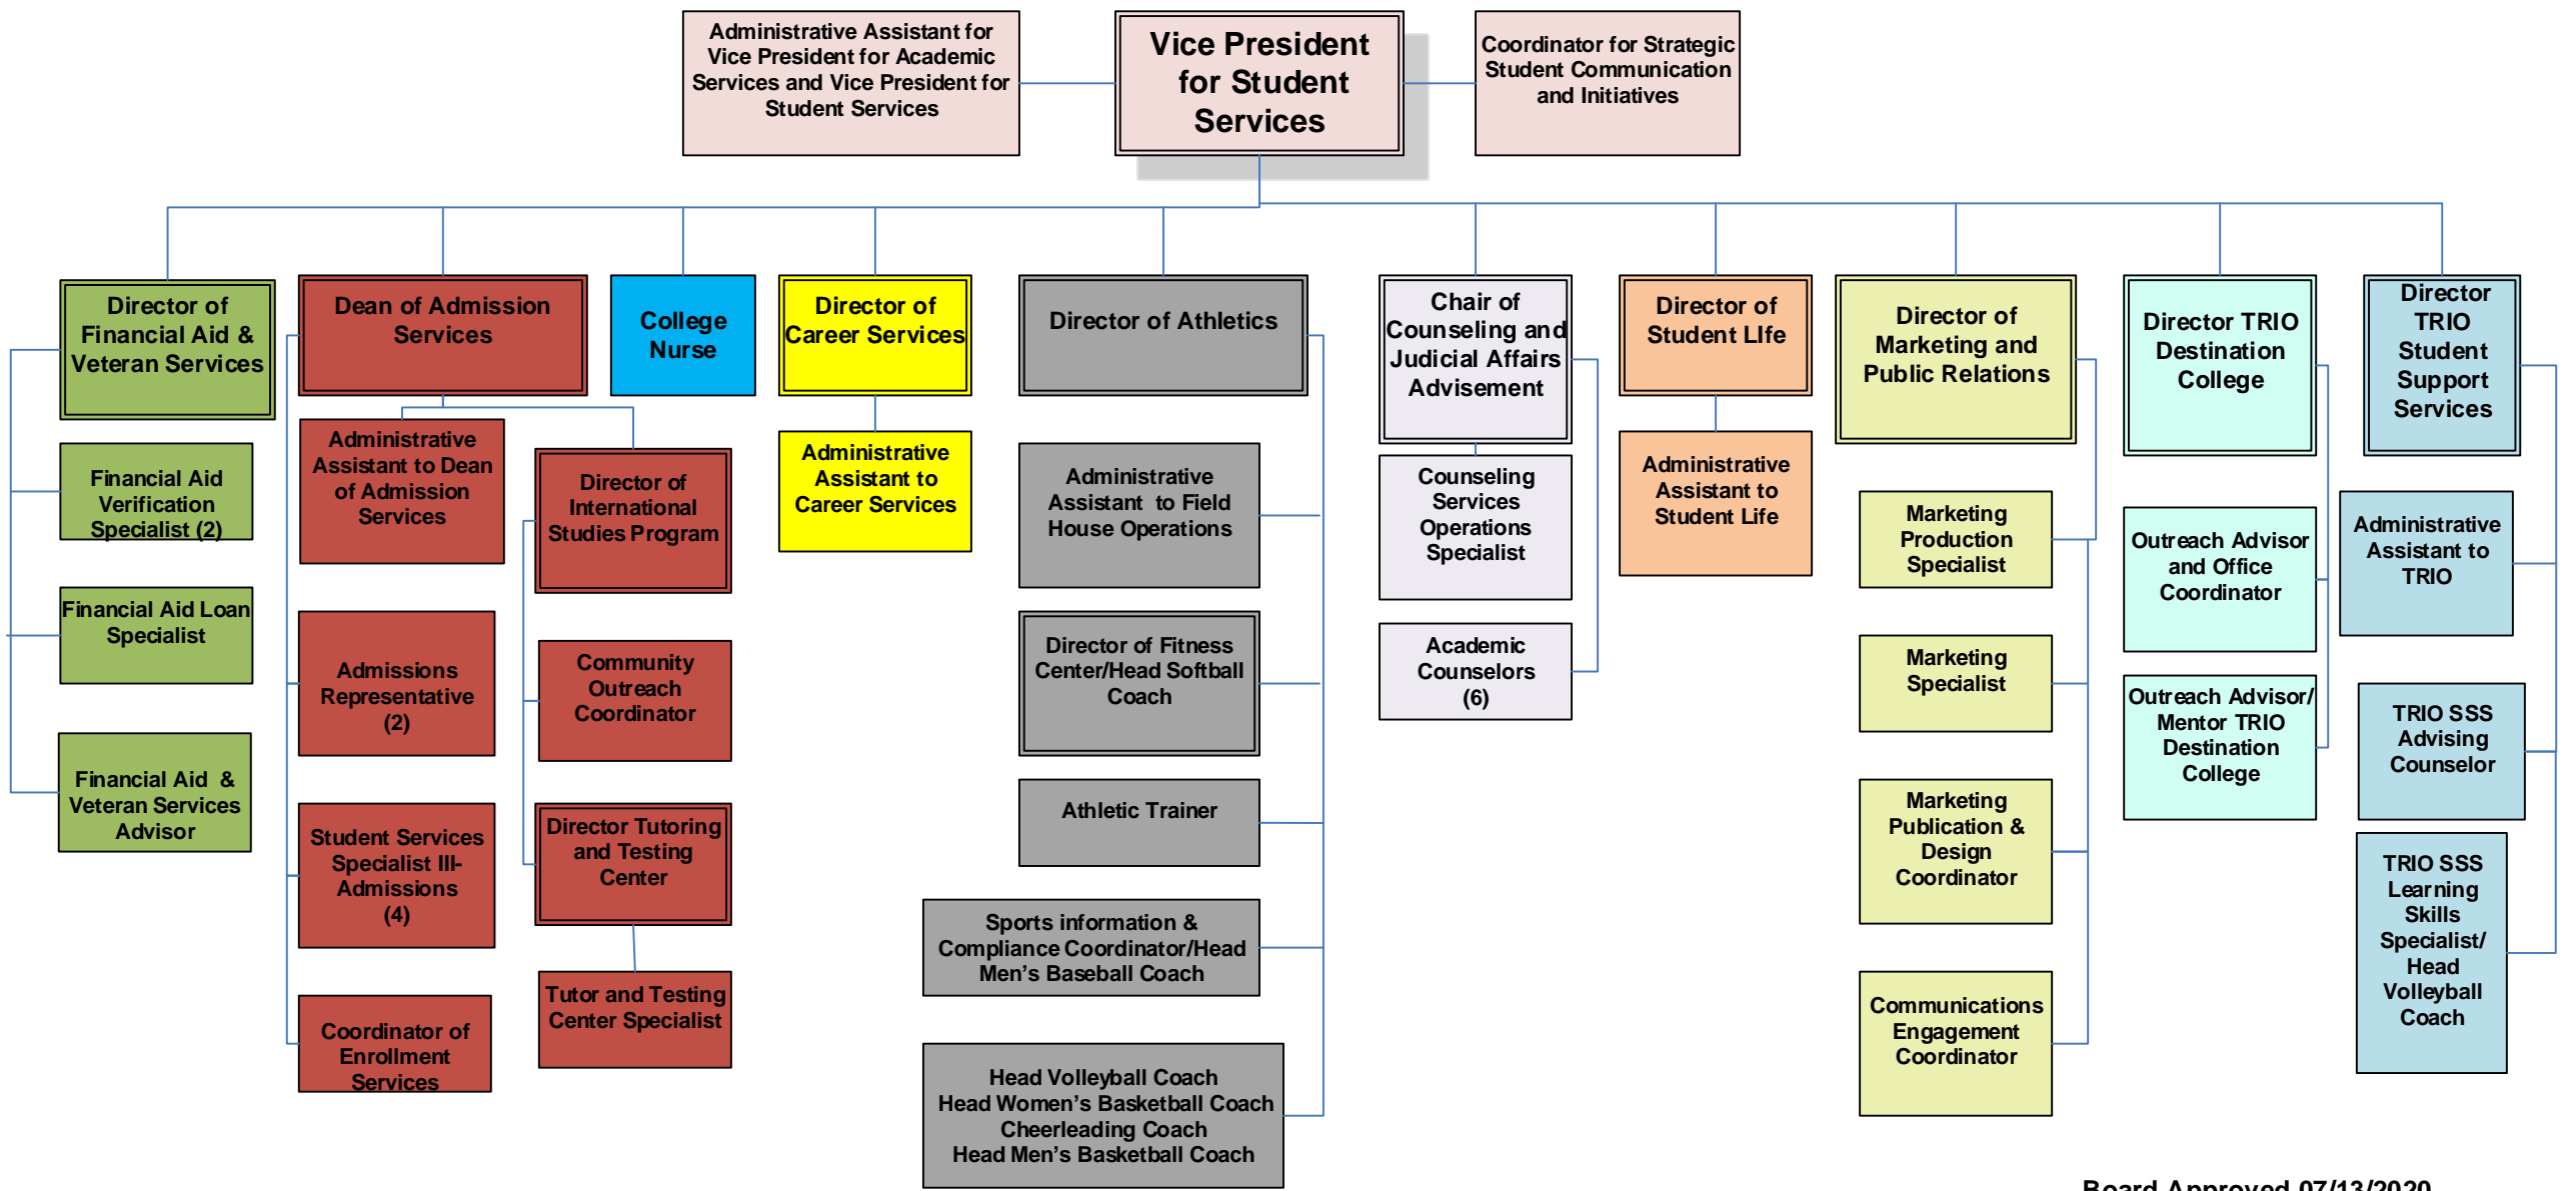 Administrative Assistant for
Vice President for Academic
Services and Vice President for
Student Services
Vice President
for Student
Services
Coordinator for Strategic
Student Communication
and Initiatives
Director of
Financial Aid &
Veteran Services
Financial Aid
Verification
Specialist (2)
Financial Aid Loan
Specialist
Financial Aid &
Veteran Services
Advisor
Dean of Admission
Services
Administrative
Assistant to Dean
of Admission
Services
Admissions
Representative
(2)
Student Services
Specialist III-
Admissions
(4)
Coordinator of
Enrollment
Services
Director of
International
Studies Program
Community
Outreach
Coordinator
Director Tutoring
and Testing
Center
Tutor and Testing
Center Specialist
College
Nurse
Director of
Career Services
Administrative
Assistant to
Career Services
Director of Athletics
Administrative
Assistant to Field
House Operations
Director of Fitness
Center/Head Softball
Coach
Athletic Trainer
Sports information &
Compliance Coordinator/Head
Men’s Baseball Coach
Head Volleyball Coach
Head Women’s Basketball Coach
Cheerleading Coach
Head Men’s Basketball Coach
Chair of
Counseling and
Judicial Affairs
Advisement
Counseling
Services
Operations
Specialist
Academic
Counselors
(6)
Director of
Student LIfe
Administrative
Assistant to
Student Life
Director of
Marketing and
Public Relations
Marketing
Production
Specialist
Marketing
Specialist
Marketing
Publication &
Design
Coordinator
Communications
Engagement
Coordinator
Director TRIO
Destination
College
Outreach Advisor
and Office
Coordinator
Outreach Advisor/
Mentor TRIO
Destination
College
Director
TRIO
Student
Support
Services
Administrative
Assistant to
TRIO
TRIO SSS
Advising
Counselor
TRIO SSS
Learning
Skills
Specialist/
Head
Volleyball
Coach
Board Approved 07/13/2020